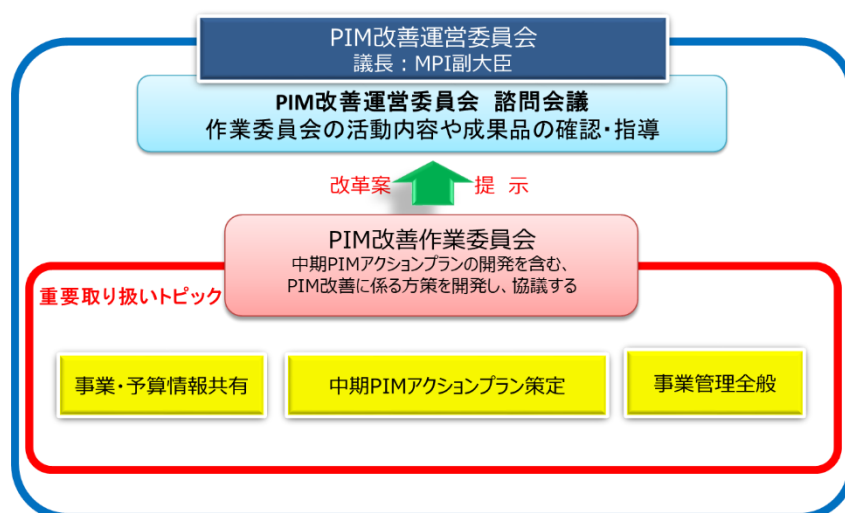 PIM改善運営委員会
議長：MPI副大臣
PIM改善運営委員会 諮問会議
作業委員会の活動内容や成果品の確認・指導
改革案 提 示
PIM改善作業委員会
中期PIMアクションプランの開発を含む、
PIM改善に係る方策を開発し、協議する
重要取り扱いトピック
事業・予算情報共有
中期PIMアクションプラン策定
事業管理全般